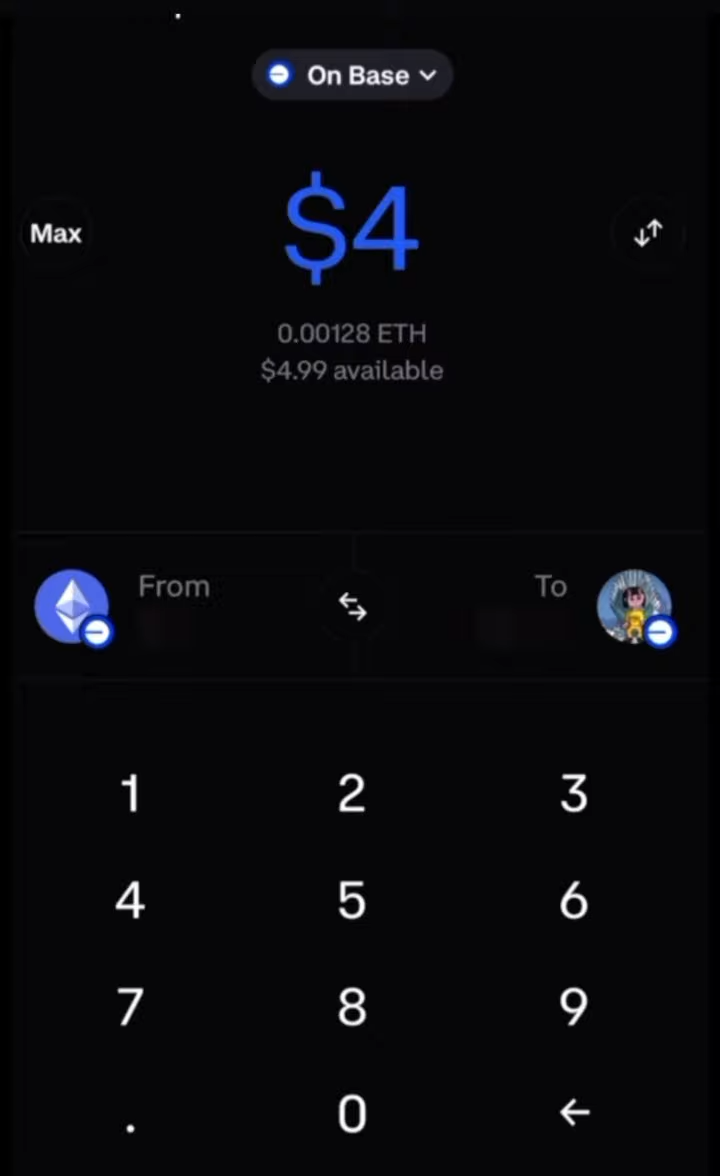 On Base
$4
Max
0.00128 ETH
$4.99 available
From
To
1 2 3
4 5 6
7 8 9
. 0 ←